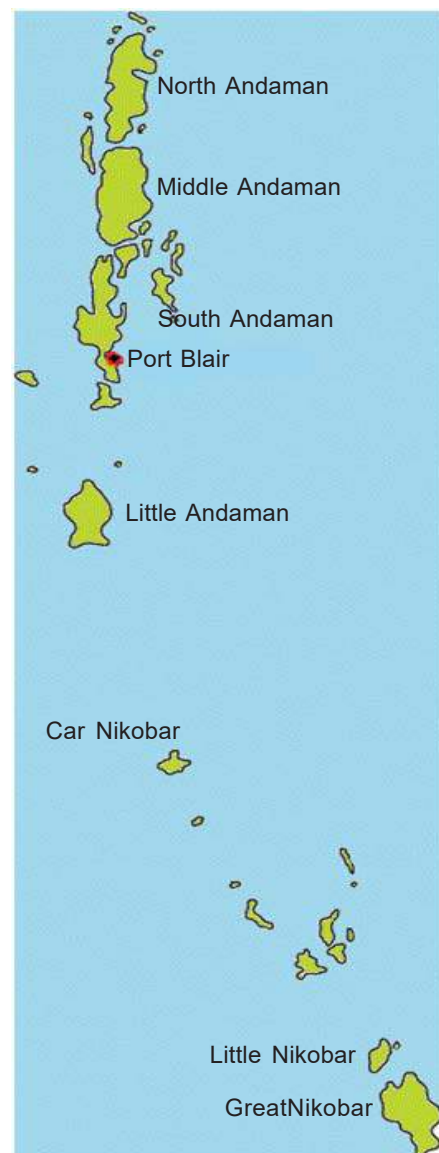 North Andaman
Middle Andaman
South Andaman
Port Blair
Little Andaman
Car Nikobar
Little Nikobar
GreatNikobar